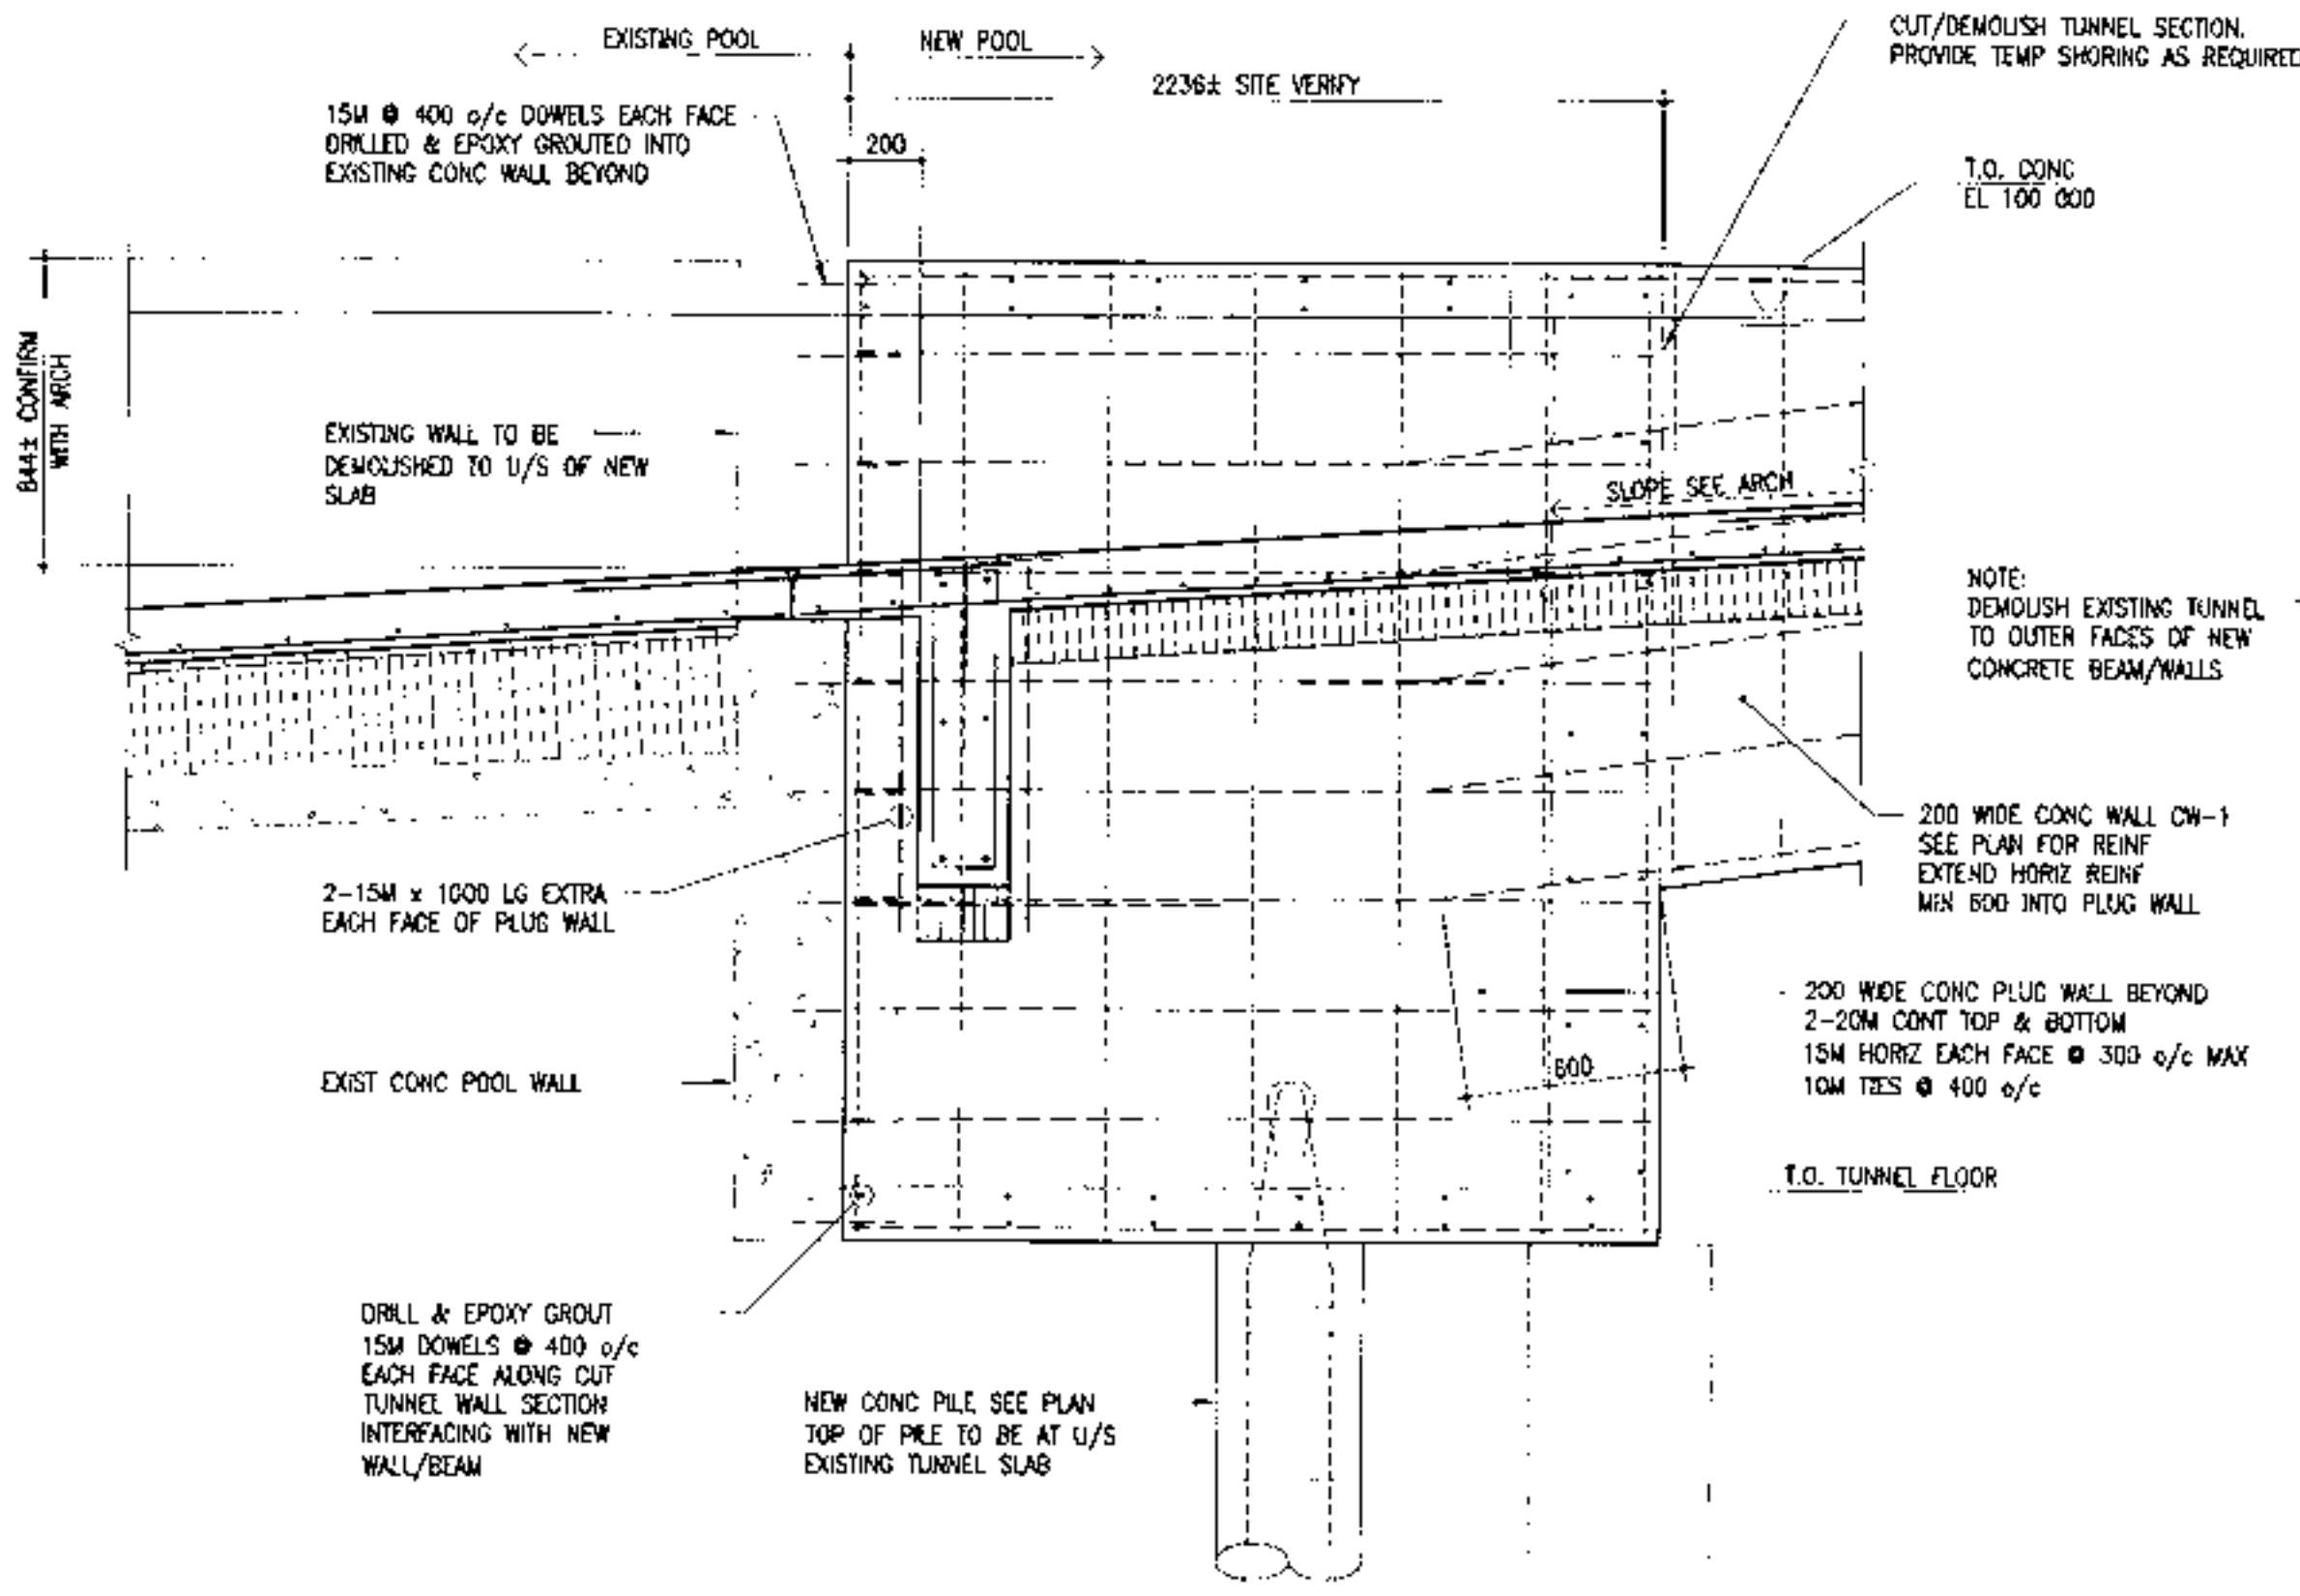 EXISTING POOL
NEW POOL
CUT/DEMOLISH TUNNEL SECTION.
PROVIDE TEMP SHORING AS REQUIRED
2236± SITE VERIFY
15M @ 400 o/c DOWELS EACH FACE
DRILLED & EPOXY GROUTED INTO
EXISTING CONC WALL BEYOND
200
T.O. CONC
EL 100 000
844± CONFIRM
WITH ARCH
EXISTING WALL TO BE
DEMOLISHED TO U/S OF NEW
SLAB
SLOPE SEE ARCH
NOTE:
DEMOLISH EXISTING TUNNEL
TO OUTER FACES OF NEW
CONCRETE BEAM/WALLS
200 WIDE CONC WALL CW-1
SEE PLAN FOR REINF
EXTEND HORIZ REINF
MIN 600 INTO PLUG WALL
2-15M x 1000 LG EXTRA
EACH FACE OF PLUG WALL
200 WIDE CONC PLUG WALL BEYOND
2-20M CONT TOP & BOTTOM
15M HORIZ EACH FACE @ 300 o/c MAX
10M TIES @ 400 o/c
EXIST CONC POOL WALL
600
T.O. TUNNEL FLOOR
DRILL & EPOXY GROUT
15M DOWELS @ 400 o/c
EACH FACE ALONG CUT
TUNNEL WALL SECTION
INTERFACING WITH NEW
WALL/BEAM
NEW CONC PILE SEE PLAN
TOP OF PILE TO BE AT U/S
EXISTING TUNNEL SLAB